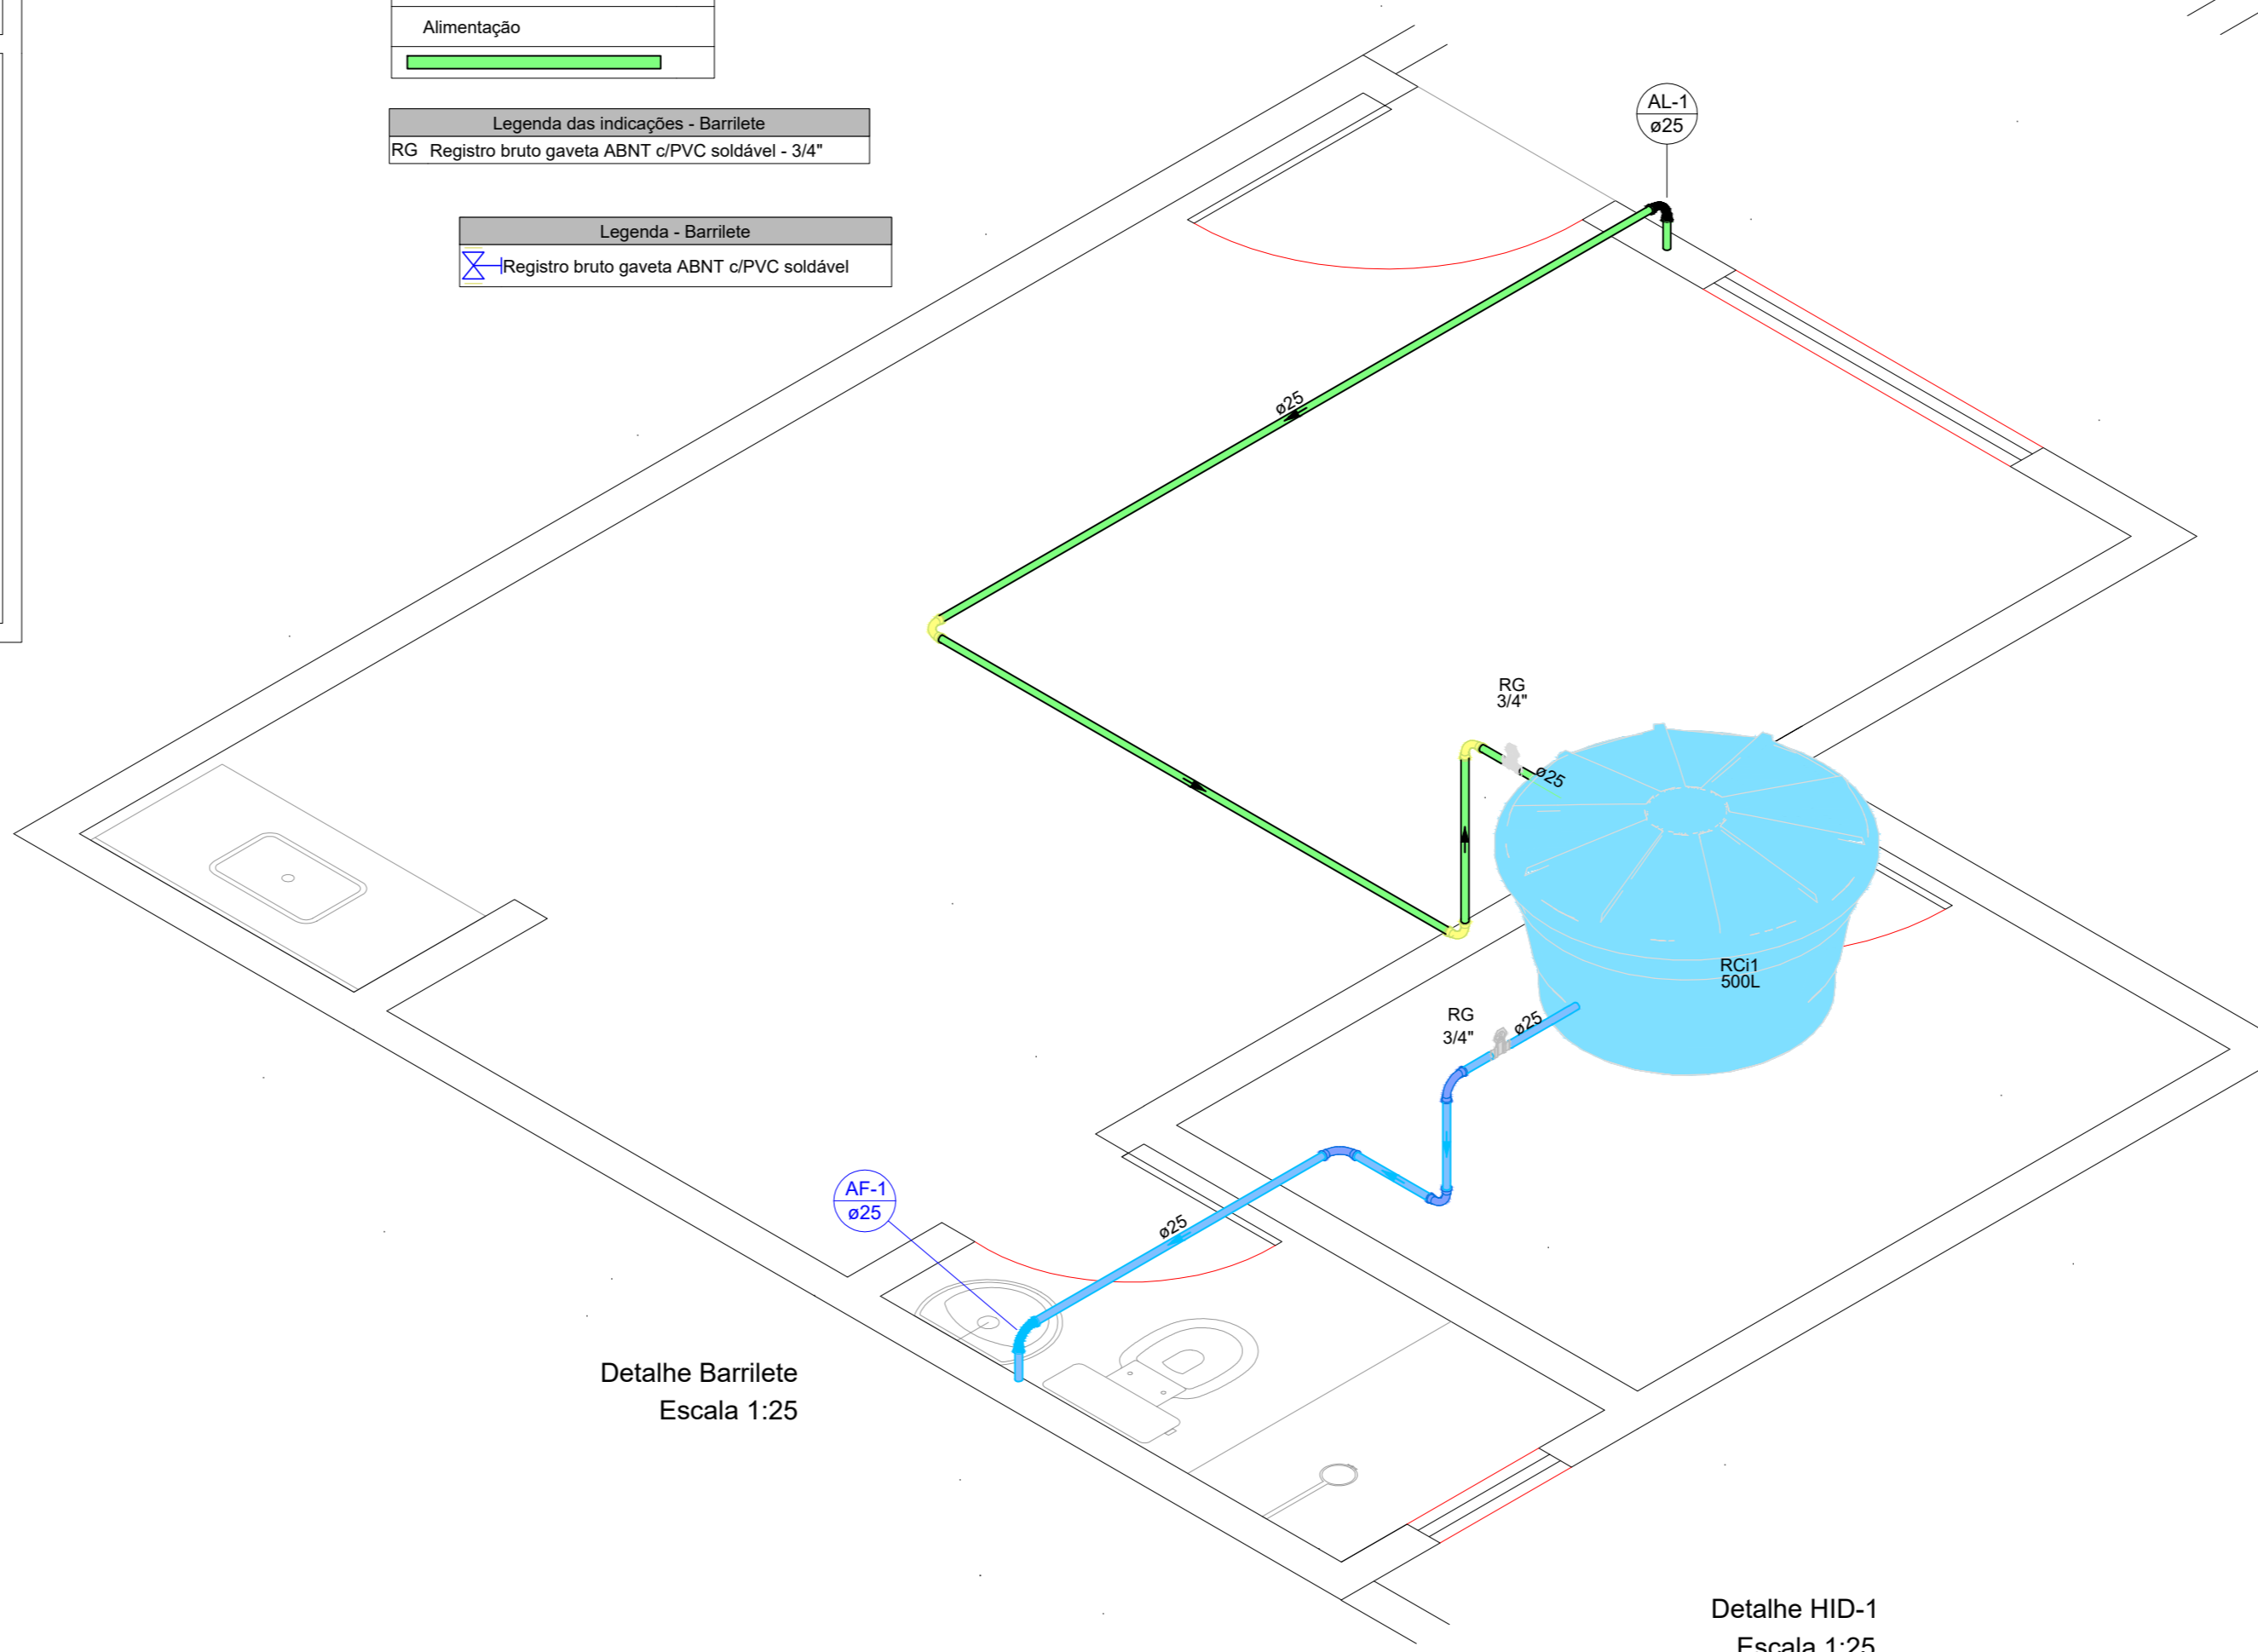 Alimentação
Legenda das indicações - Barrilete
RG Registro bruto gaveta ABNT c/PVC soldável - 3/4"
Legenda - Barrilete
Registro bruto gaveta ABNT c/PVC soldável
AL-1
ø25
ø25
RG
3/4"
ø25
RCi1
500L
RG
3/4"
ø25
AF-1
ø25
ø25
Detalhe Barrilete
Escala 1:25
Detalhe HID-1
Escala 1:25